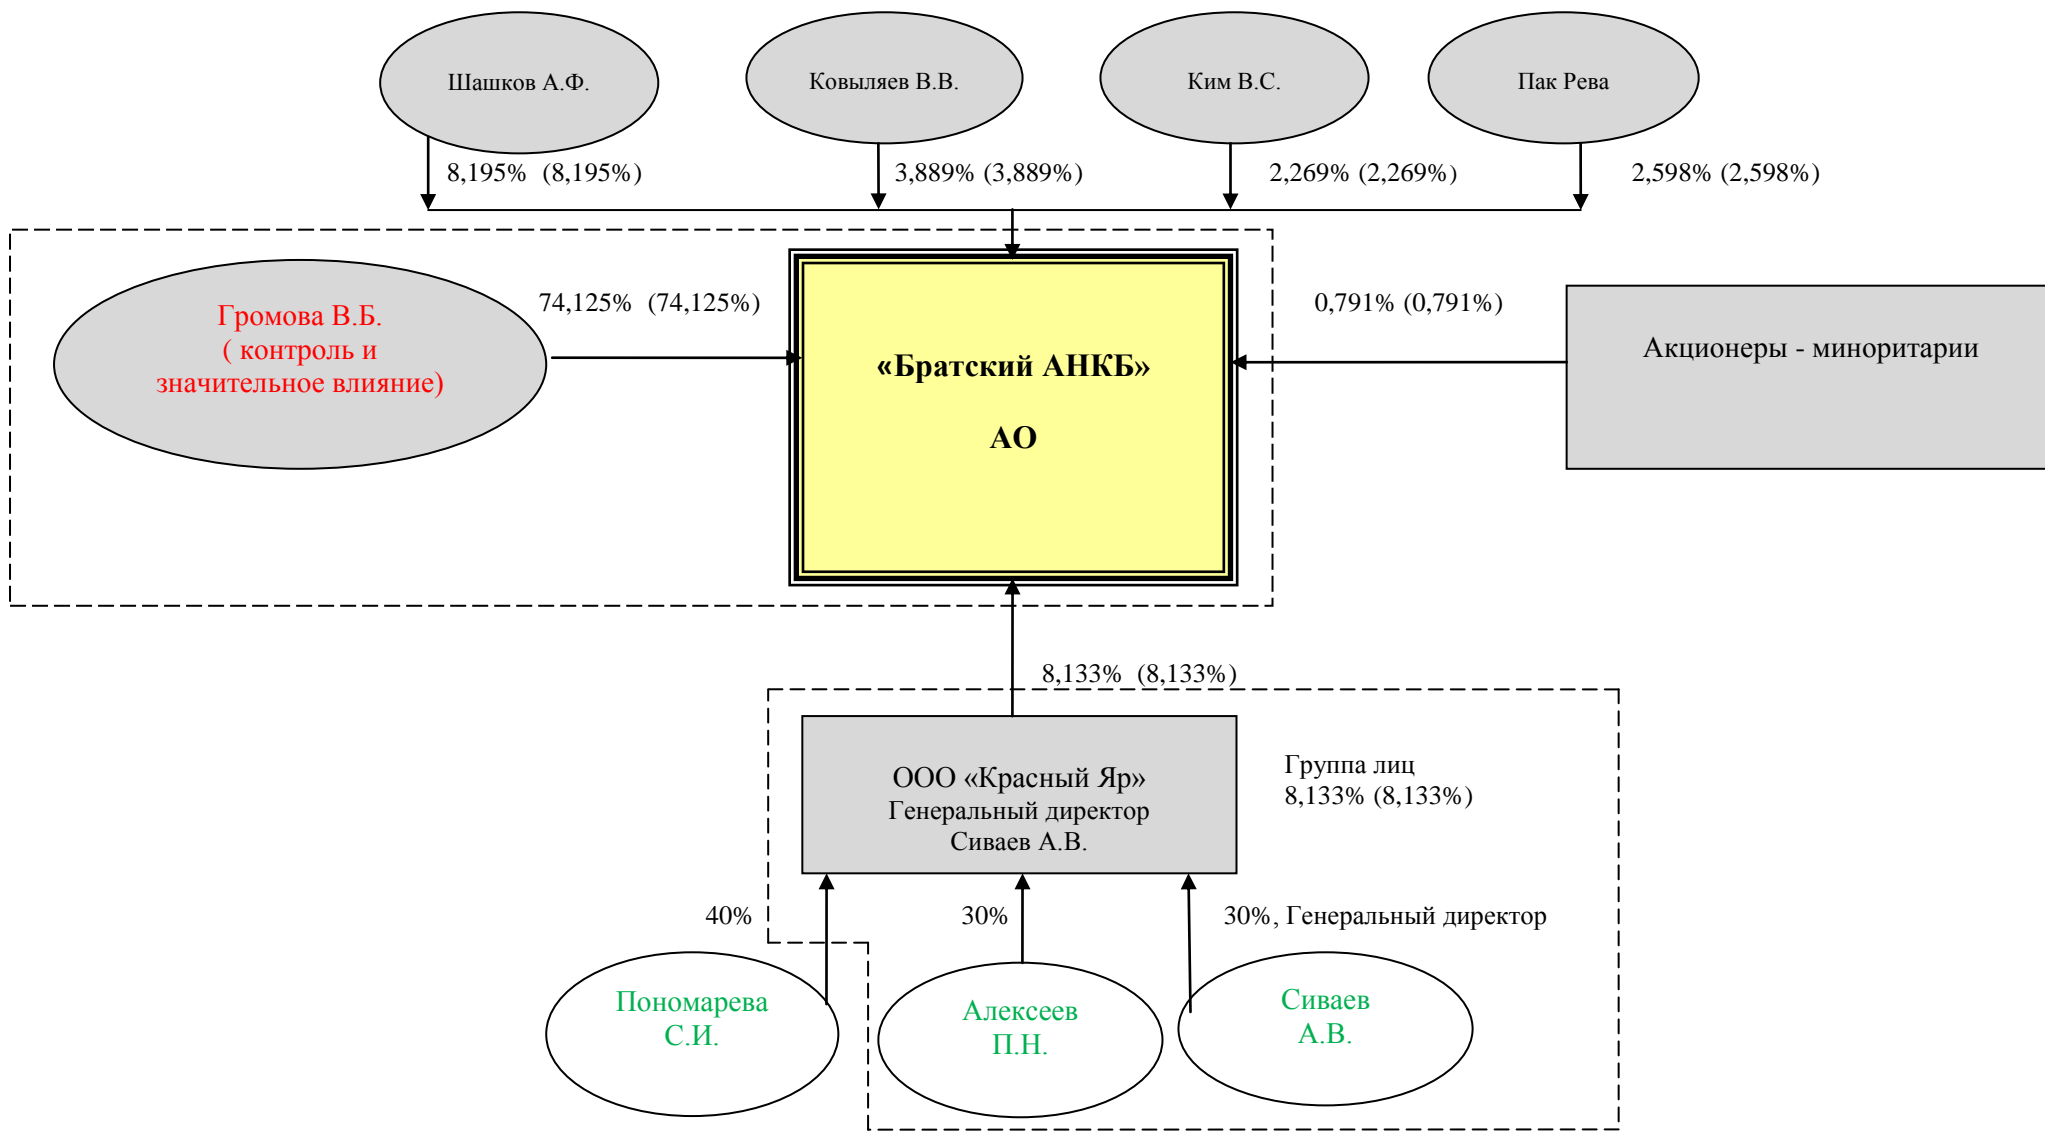 Шашков А.Ф.
Ковыляев В.В.
Ким В.С.
Пак Рева
8,195% (8,195%)
3,889% (3,889%)
2,269% (2,269%)
2,598% (2,598%)
Громова В.Б.
( контроль и
значительное влияние)
74,125% (74,125%)
«Братский АНКБ»
АО
0,791% (0,791%)
Акционеры - миноритарии
8,133% (8,133%)
ООО «Красный Яр»
Генеральный директор
Сиваев А.В.
Группа лиц
8,133% (8,133%)
40%
30%
30%, Генеральный директор
Пономарева
С.И.
Алексеев
П.Н.
Сиваев
А.В.